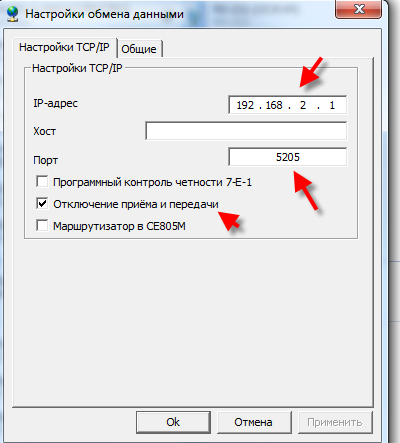 Настройки обмена данными
Настройки TCP/IP Общие
Настройки TCP/IP
IP-адрес 192 . 168 . 2 . 1
Хост
Порт 5205
Программный контроль четности 7-E-1
Отключение приёма и передачи
Маршрутизатор в CE805M
Ok Отмена Применить